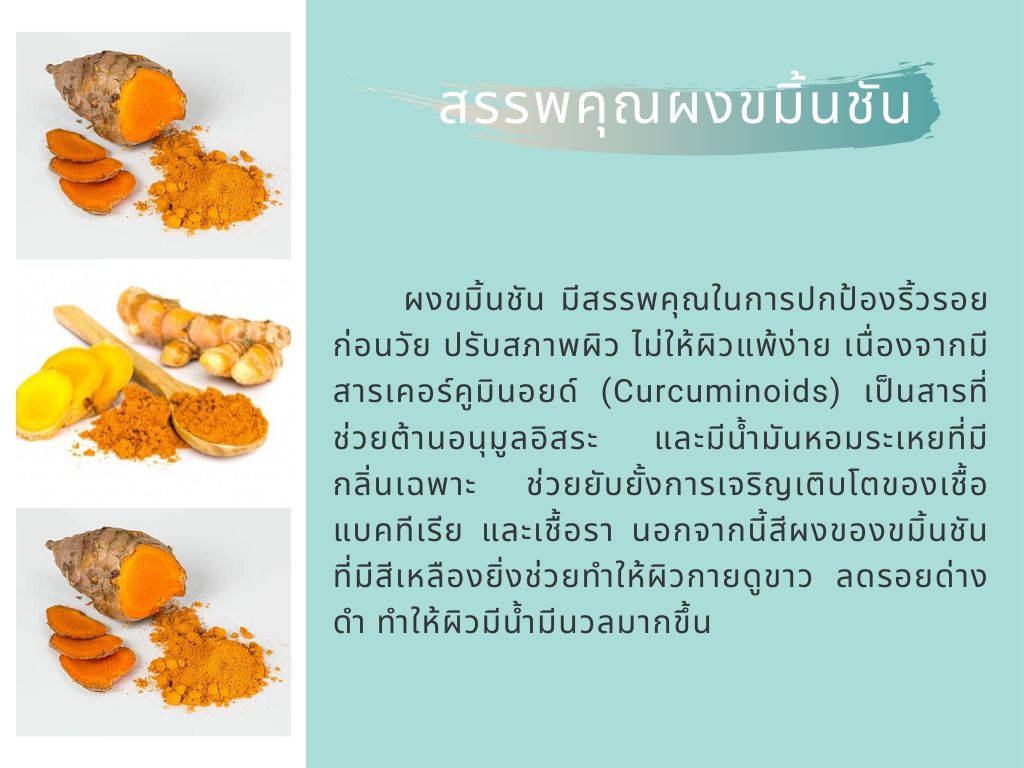 สรรพคุณผงขมิ้นชัน
ผงขมิ้นชัน มีสรรพคุณในการปกป้องริ้วรอย
ก่อนวัย ปรับสภาพผิว ไม่ให้ผิวแพ้ง่าย เนื่องจากมี
สารเคอร์คูมินอยด์ (Curcuminoids) เป็นสารที่
ช่วยต้านอนุมูลอิสระ และมีน้ำมันหอมระเหยที่มี
กลิ่นเฉพาะ ช่วยยับยั้งการเจริญเติบโตของเชื้อ
แบคทีเรีย และเชื้อรา นอกจากนี้สีผงของขมิ้นชัน
ที่มีสีเหลืองยิ่งช่วยทำให้ผิวกายดูขาว ลดรอยด่าง
ดำ ทำให้ผิวมีน้ำมีนวลมากขึ้น